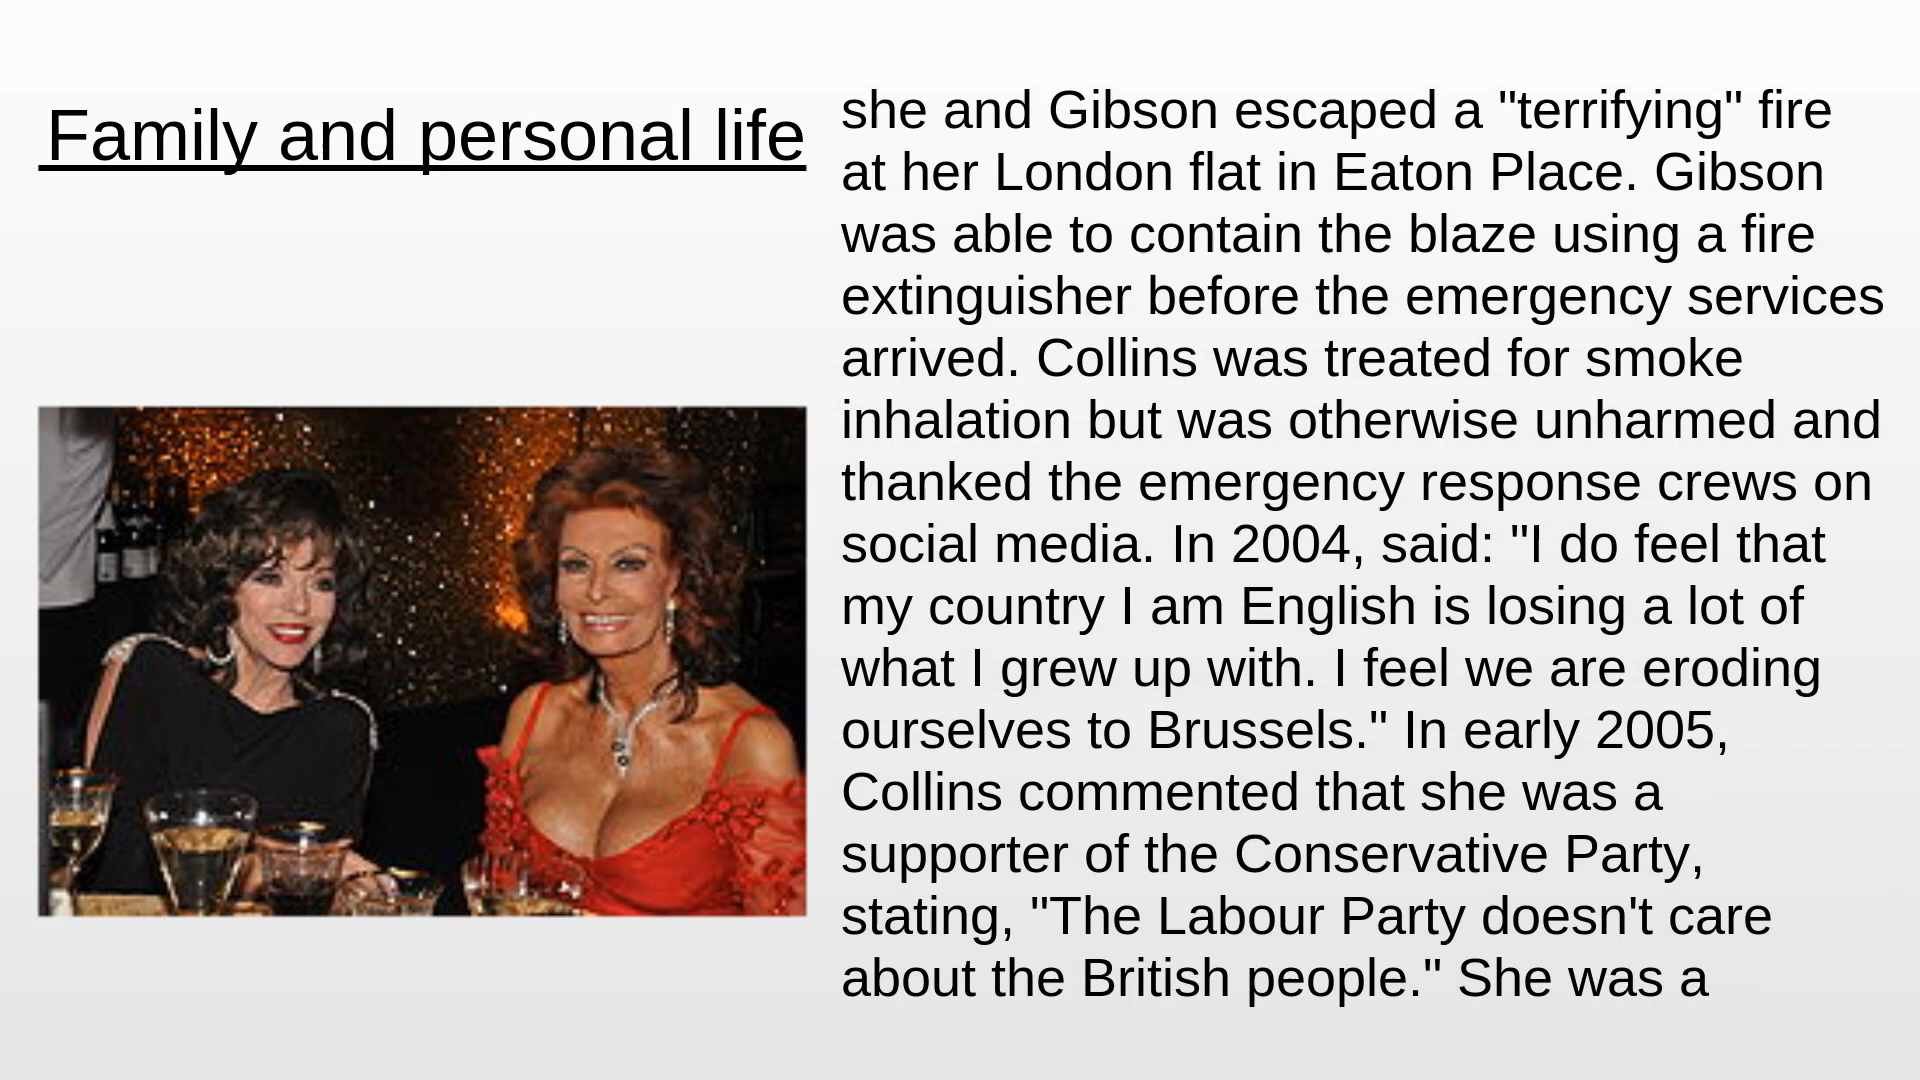 Family and personal life
she and Gibson escaped a "terrifying" fire
at her London flat in Eaton Place. Gibson
was able to contain the blaze using a fire
extinguisher before the emergency services
arrived. Collins was treated for smoke
inhalation but was otherwise unharmed and
thanked the emergency response crews on
social media. In 2004, said: "I do feel that
my country I am English is losing a lot of
what I grew up with. I feel we are eroding
ourselves to Brussels." In early 2005,
Collins commented that she was a
supporter of the Conservative Party,
stating, "The Labour Party doesn't care
about the British people." She was a